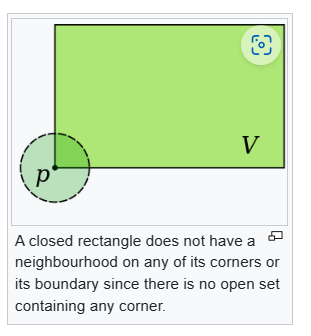 V
p
A closed rectangle does not have a
neighbourhood on any of its corners or
its boundary since there is no open set
containing any corner.